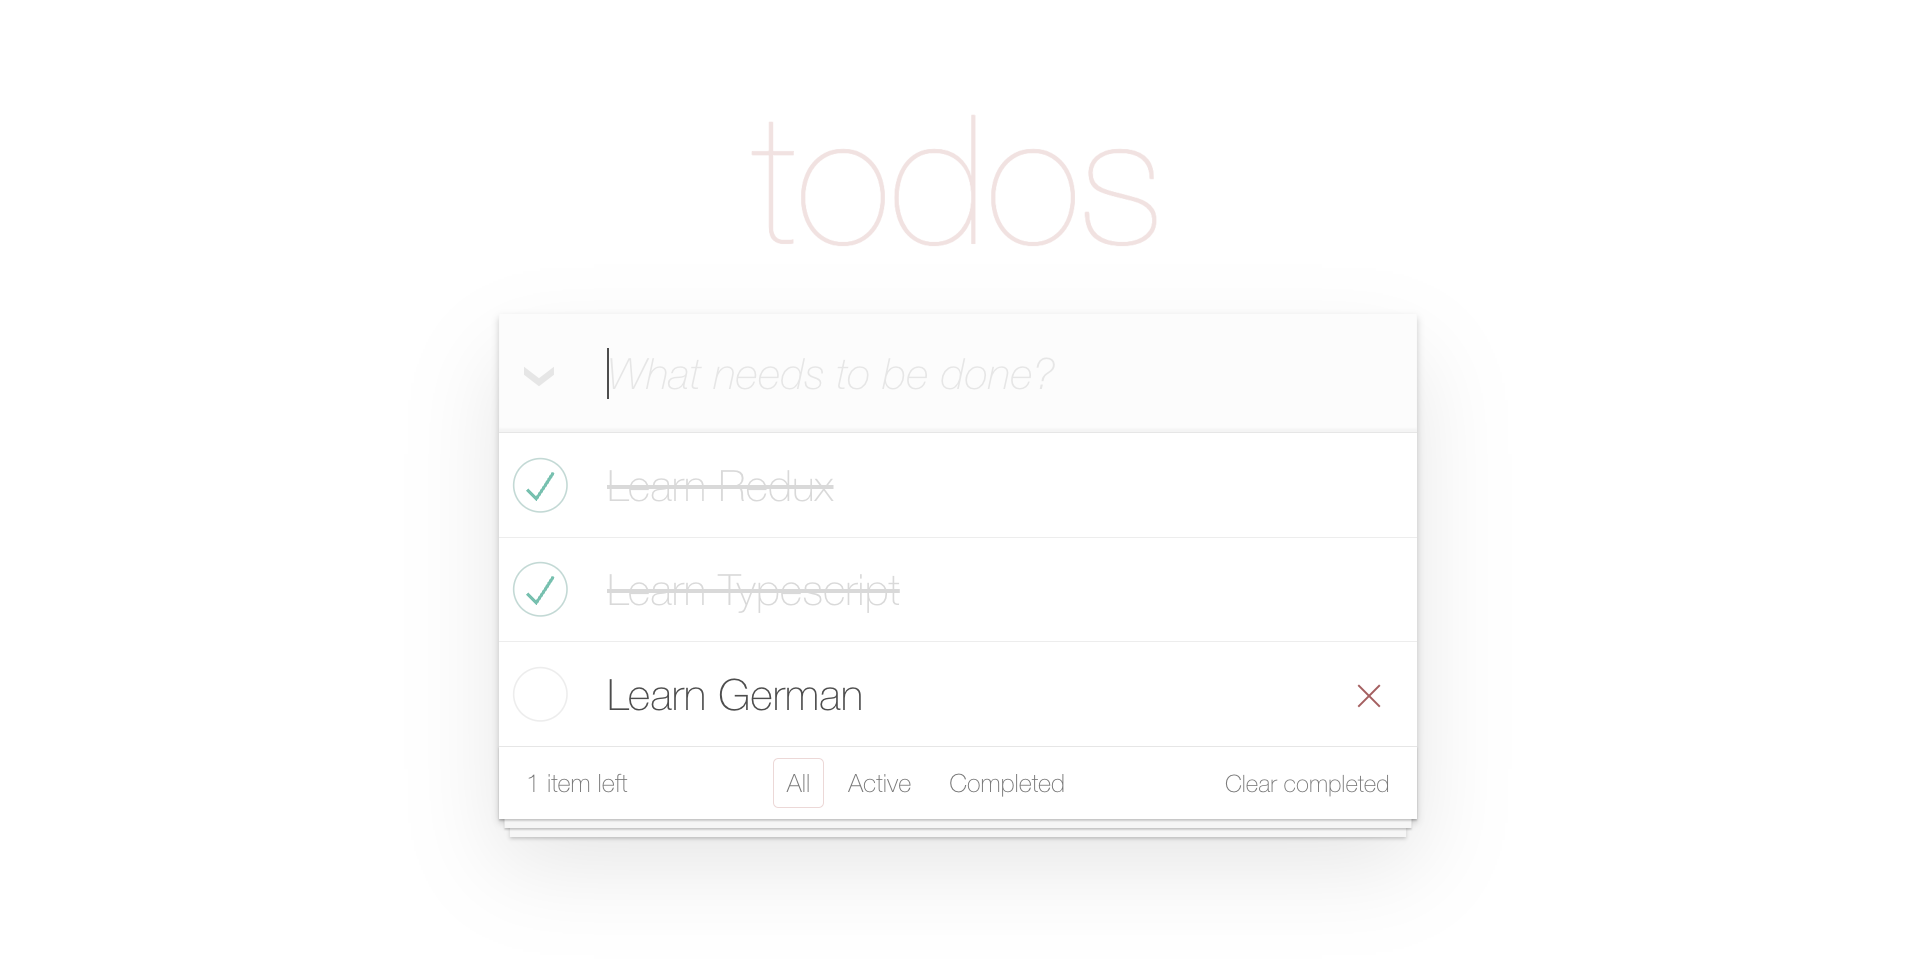 todos
What needs to be done?
Learn Redux
Learn Typescript
Learn German
1 item left All Active Completed Clear completed